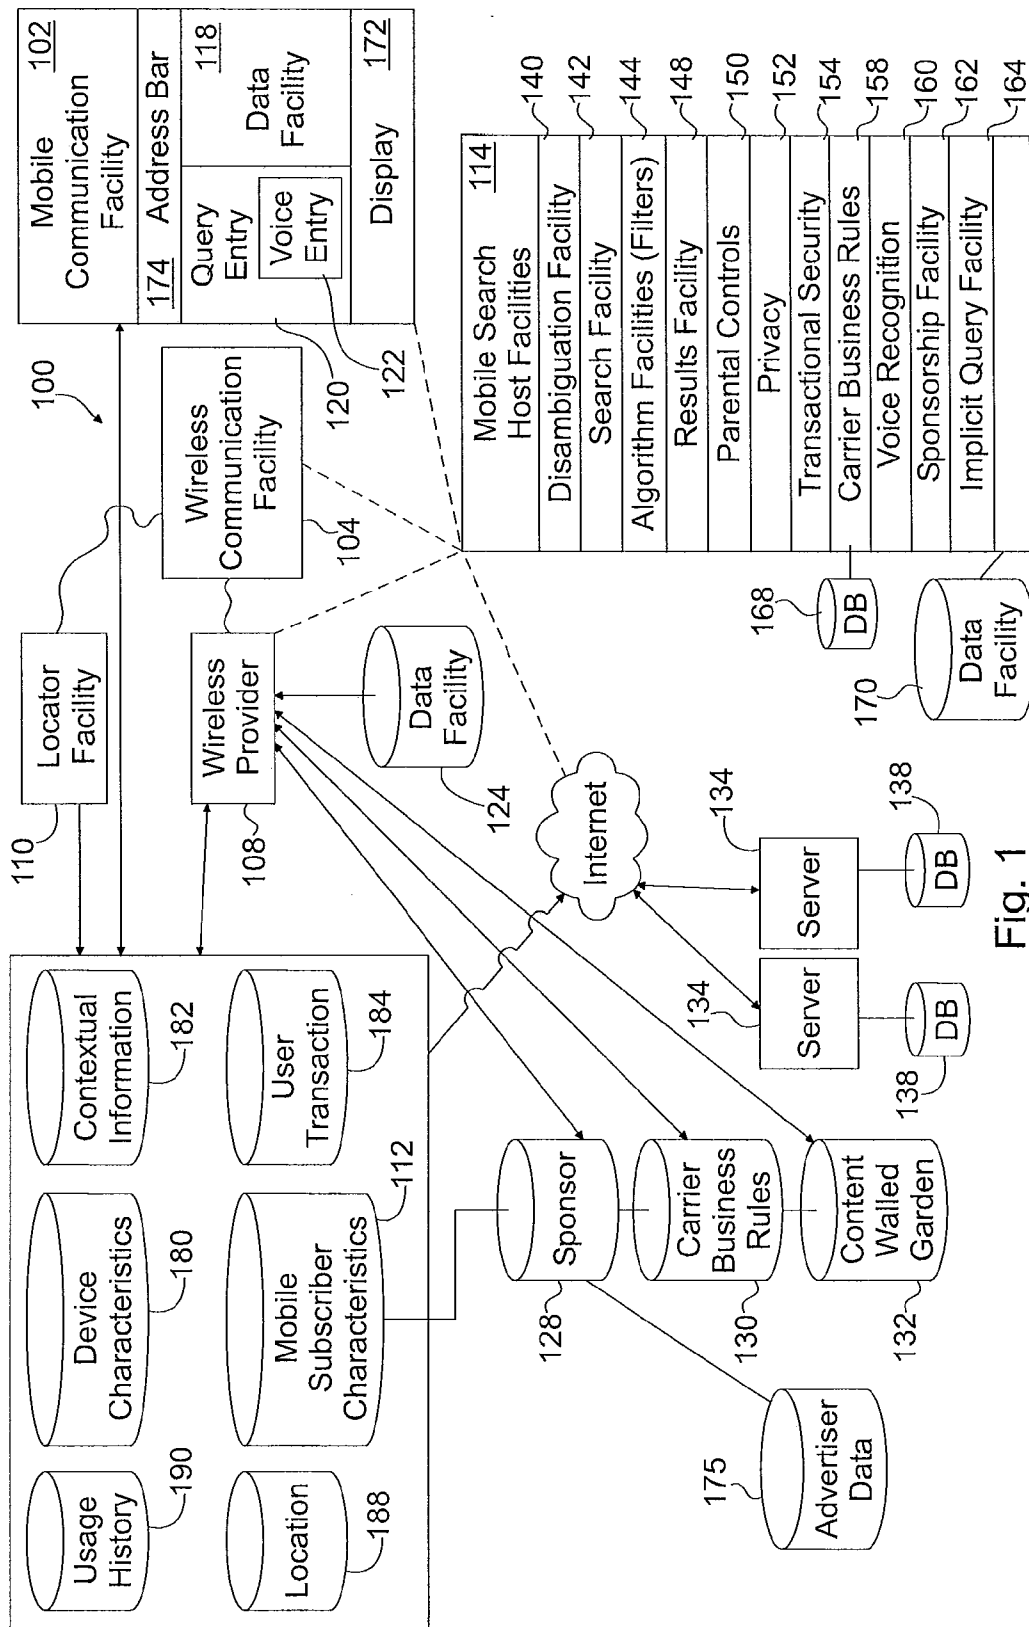 100
Mobile
Communication
Facility
102
174
Address Bar
Query
Entry
Voice
Entry
118
Data
Facility
Display
172
120
122
Wireless
Communication
Facility
104
Locator
Facility
110
Wireless
Provider
108
Data
Facility
124
Usage
History
190
Device
Characteristics
180
Contextual
Information
182
Location
188
Mobile
Subscriber
Characteristics
112
User
Transaction
184
Sponsor
128
Carrier
Business
Rules
130
Content
Walled
Garden
132
Advertiser
Data
175
Internet
Server
134
DB
138
Server
134
DB
138
Mobile Search
Host Facilities
114
Disambiguation Facility
140
Search Facility
142
Algorithm Facilities (Filters)
144
Results Facility
148
Parental Controls
150
Privacy
152
Transactional Security
154
Carrier Business Rules
158
Voice Recognition
160
Sponsorship Facility
162
Implicit Query Facility
164
DB
168
Data
Facility
170
Fig. 1